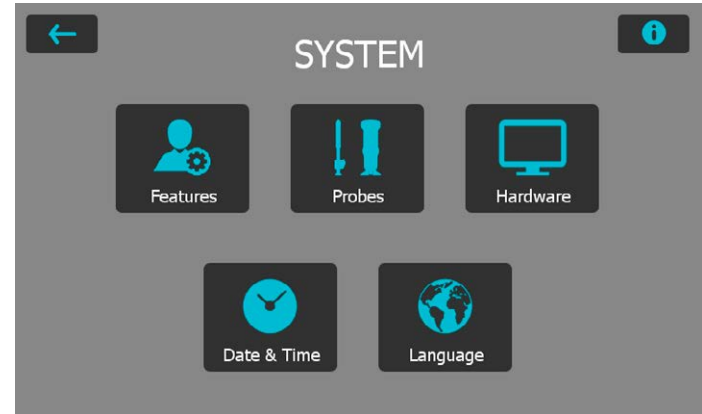 SYSTEM
Features
Probes
Hardware
Date & Time
Language